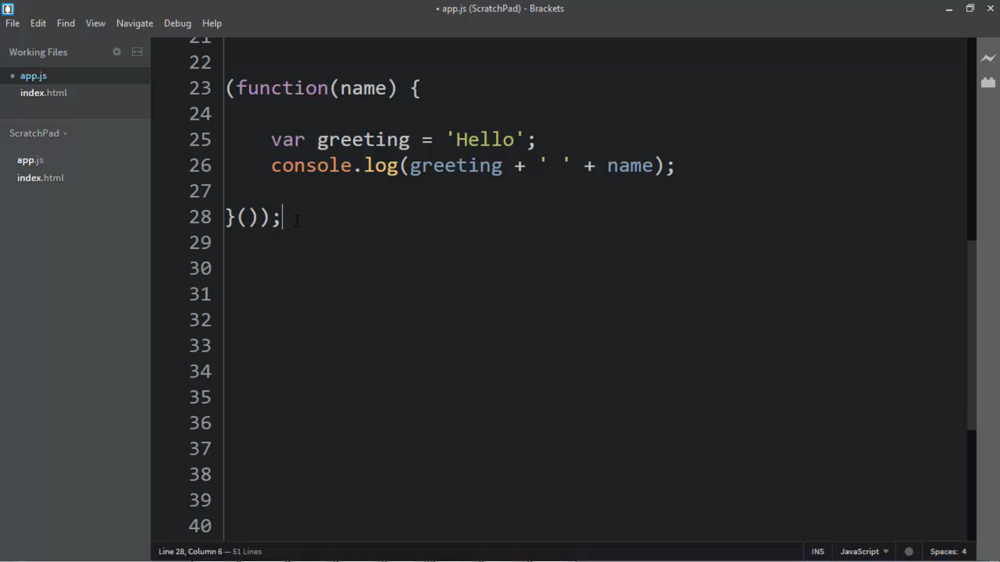 • app.js (ScratchPad) - Brackets
File Edit Find View Navigate Debug Help
Working Files
app.js
index.html
ScratchPad
app.js
index.html
21
22
23 (function(name) {
24
25 var greeting = 'Hello';
26 console.log(greeting + ' ' + name);
27
28 }());
29
30
31
32
33
34
35
36
37
38
39
40
Line 28, Column 6 — 51 Lines INS JavaScript Spaces: 4